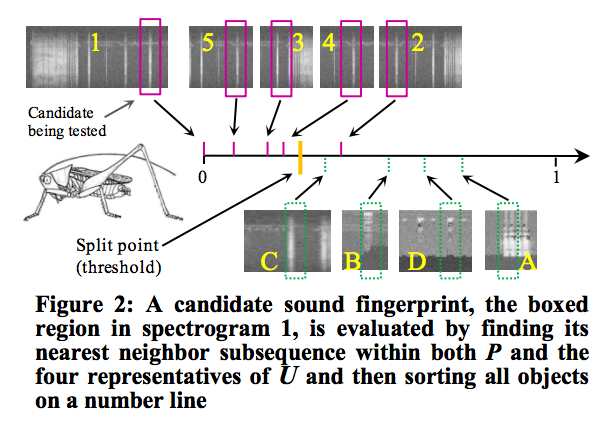 1 5 3 4 2
Candidate
being tested
0 1
Split point
(threshold)
C B D A
Figure 2: A candidate sound fingerprint, the boxed
region in spectrogram 1, is evaluated by finding its
nearest neighbor subsequence within both P and the
four representatives of U and then sorting all objects
on a number line